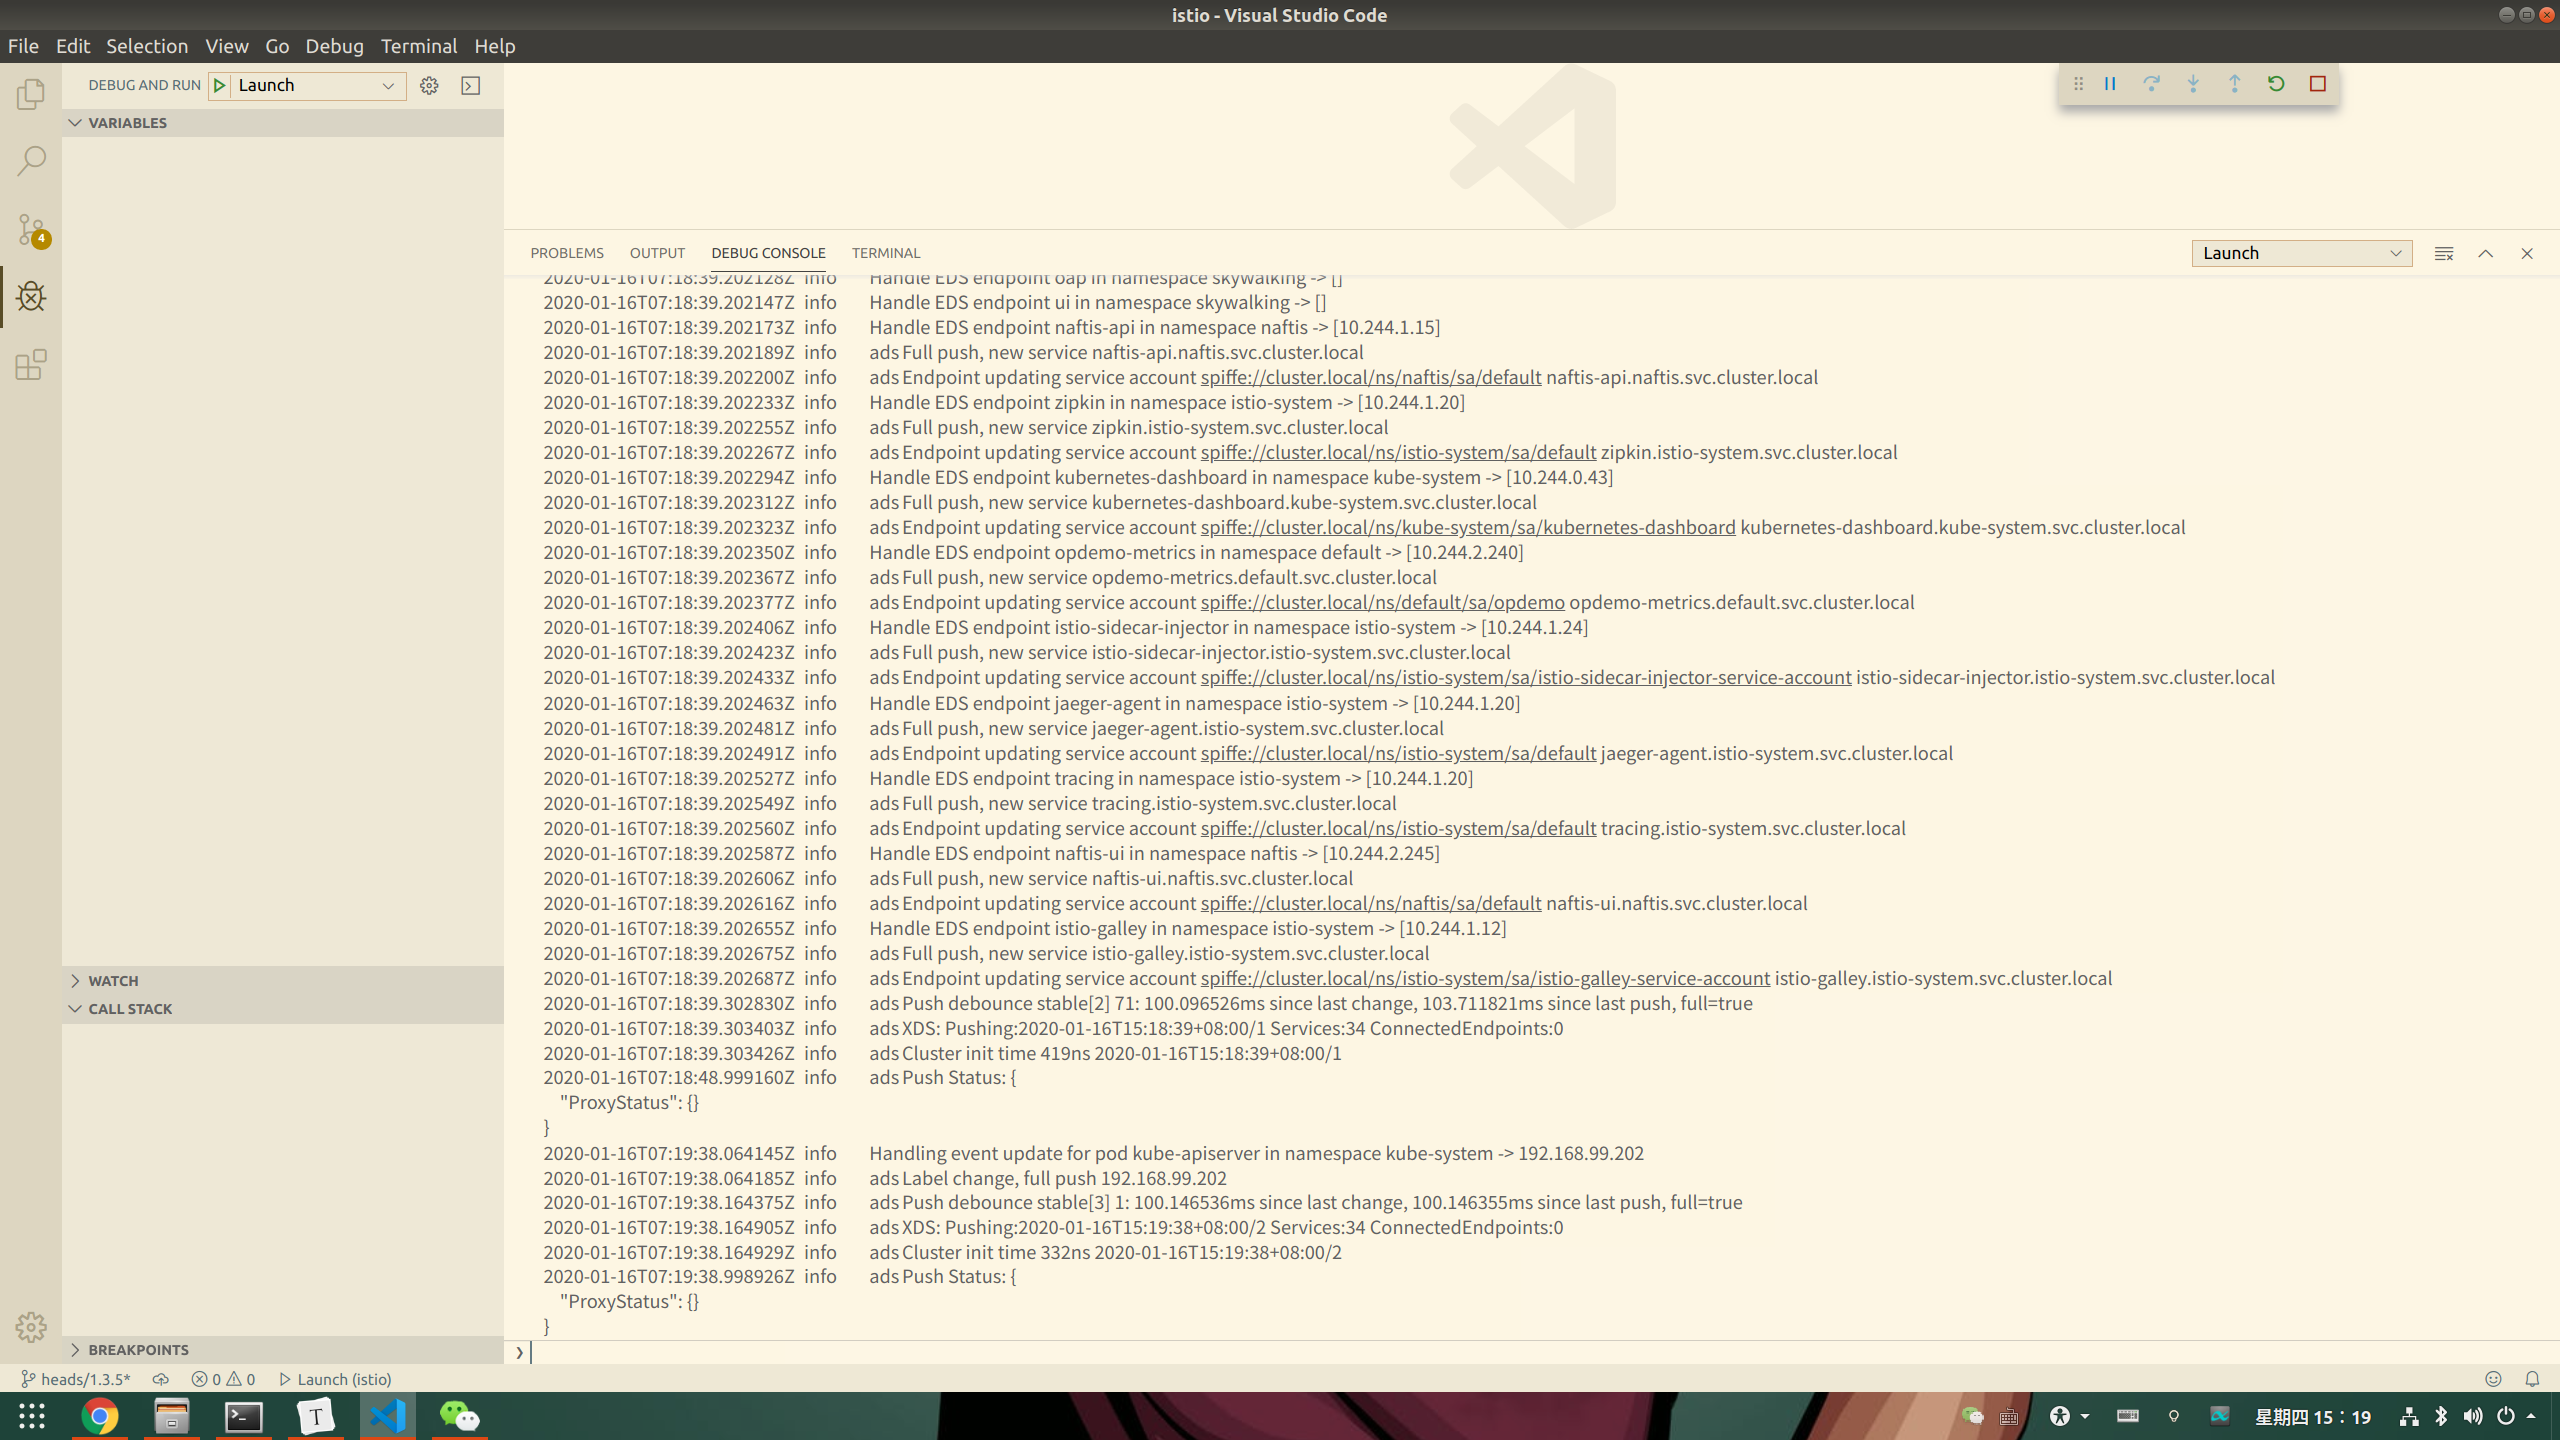 istio - Visual Studio Code
File Edit Selection View Go Debug Terminal Help
DEBUG AND RUN Launch
VARIABLES
4
WATCH
CALL STACK
BREAKPOINTS
PROBLEMS OUTPUT DEBUG CONSOLE TERMINAL Launch
2020-01-16T07:18:39.202128Z info Handle EDS endpoint oap in namespace skywalking -> []
2020-01-16T07:18:39.202147Z info Handle EDS endpoint ui in namespace skywalking -> []
2020-01-16T07:18:39.202173Z info Handle EDS endpoint naftis-api in namespace naftis -> [10.244.1.15]
2020-01-16T07:18:39.202189Z info ads Full push, new service naftis-api.naftis.svc.cluster.local
2020-01-16T07:18:39.202200Z info ads Endpoint updating service account spiffe://cluster.local/ns/naftis/sa/default naftis-api.naftis.svc.cluster.local
2020-01-16T07:18:39.202233Z info Handle EDS endpoint zipkin in namespace istio-system -> [10.244.1.20]
2020-01-16T07:18:39.202255Z info ads Full push, new service zipkin.istio-system.svc.cluster.local
2020-01-16T07:18:39.202267Z info ads Endpoint updating service account spiffe://cluster.local/ns/istio-system/sa/default zipkin.istio-system.svc.cluster.local
2020-01-16T07:18:39.202294Z info Handle EDS endpoint kubernetes-dashboard in namespace kube-system -> [10.244.0.43]
2020-01-16T07:18:39.202312Z info ads Full push, new service kubernetes-dashboard.kube-system.svc.cluster.local
2020-01-16T07:18:39.202323Z info ads Endpoint updating service account spiffe://cluster.local/ns/kube-system/sa/kubernetes-dashboard kubernetes-dashboard.kube-system.svc.cluster.local
2020-01-16T07:18:39.202350Z info Handle EDS endpoint opdemo-metrics in namespace default -> [10.244.2.240]
2020-01-16T07:18:39.202367Z info ads Full push, new service opdemo-metrics.default.svc.cluster.local
2020-01-16T07:18:39.202377Z info ads Endpoint updating service account spiffe://cluster.local/ns/default/sa/opdemo opdemo-metrics.default.svc.cluster.local
2020-01-16T07:18:39.202406Z info Handle EDS endpoint istio-sidecar-injector in namespace istio-system -> [10.244.1.24]
2020-01-16T07:18:39.202423Z info ads Full push, new service istio-sidecar-injector.istio-system.svc.cluster.local
2020-01-16T07:18:39.202433Z info ads Endpoint updating service account spiffe://cluster.local/ns/istio-system/sa/istio-sidecar-injector-service-account istio-sidecar-injector.istio-system.svc.cluster.local
2020-01-16T07:18:39.202463Z info Handle EDS endpoint jaeger-agent in namespace istio-system -> [10.244.1.20]
2020-01-16T07:18:39.202481Z info ads Full push, new service jaeger-agent.istio-system.svc.cluster.local
2020-01-16T07:18:39.202491Z info ads Endpoint updating service account spiffe://cluster.local/ns/istio-system/sa/default jaeger-agent.istio-system.svc.cluster.local
2020-01-16T07:18:39.202527Z info Handle EDS endpoint tracing in namespace istio-system -> [10.244.1.20]
2020-01-16T07:18:39.202549Z info ads Full push, new service tracing.istio-system.svc.cluster.local
2020-01-16T07:18:39.202560Z info ads Endpoint updating service account spiffe://cluster.local/ns/istio-system/sa/default tracing.istio-system.svc.cluster.local
2020-01-16T07:18:39.202587Z info Handle EDS endpoint naftis-ui in namespace naftis -> [10.244.2.245]
2020-01-16T07:18:39.202606Z info ads Full push, new service naftis-ui.naftis.svc.cluster.local
2020-01-16T07:18:39.202616Z info ads Endpoint updating service account spiffe://cluster.local/ns/naftis/sa/default naftis-ui.naftis.svc.cluster.local
2020-01-16T07:18:39.202655Z info Handle EDS endpoint istio-galley in namespace istio-system -> [10.244.1.12]
2020-01-16T07:18:39.202675Z info ads Full push, new service istio-galley.istio-system.svc.cluster.local
2020-01-16T07:18:39.202687Z info ads Endpoint updating service account spiffe://cluster.local/ns/istio-system/sa/istio-galley-service-account istio-galley.istio-system.svc.cluster.local
2020-01-16T07:18:39.302830Z info ads Push debounce stable[2] 71: 100.096526ms since last change, 103.711821ms since last push, full=true
2020-01-16T07:18:39.303403Z info ads XDS: Pushing:2020-01-16T15:18:39+08:00/1 Services:34 ConnectedEndpoints:0
2020-01-16T07:18:39.303426Z info ads Cluster init time 419ns 2020-01-16T15:18:39+08:00/1
2020-01-16T07:18:48.999160Z info ads Push Status: {
"ProxyStatus": {}
}
2020-01-16T07:19:38.064145Z info Handling event update for pod kube-apiserver in namespace kube-system -> 192.168.99.202
2020-01-16T07:19:38.064185Z info ads Label change, full push 192.168.99.202
2020-01-16T07:19:38.164375Z info ads Push debounce stable[3] 1: 100.146536ms since last change, 100.146355ms since last push, full=true
2020-01-16T07:19:38.164905Z info ads XDS: Pushing:2020-01-16T15:19:38+08:00/2 Services:34 ConnectedEndpoints:0
2020-01-16T07:19:38.164929Z info ads Cluster init time 332ns 2020-01-16T15:19:38+08:00/2
2020-01-16T07:19:38.998926Z info ads Push Status: {
"ProxyStatus": {}
}
heads/1.3.5* 0 0 Launch (istio)
T
星期四 15：19